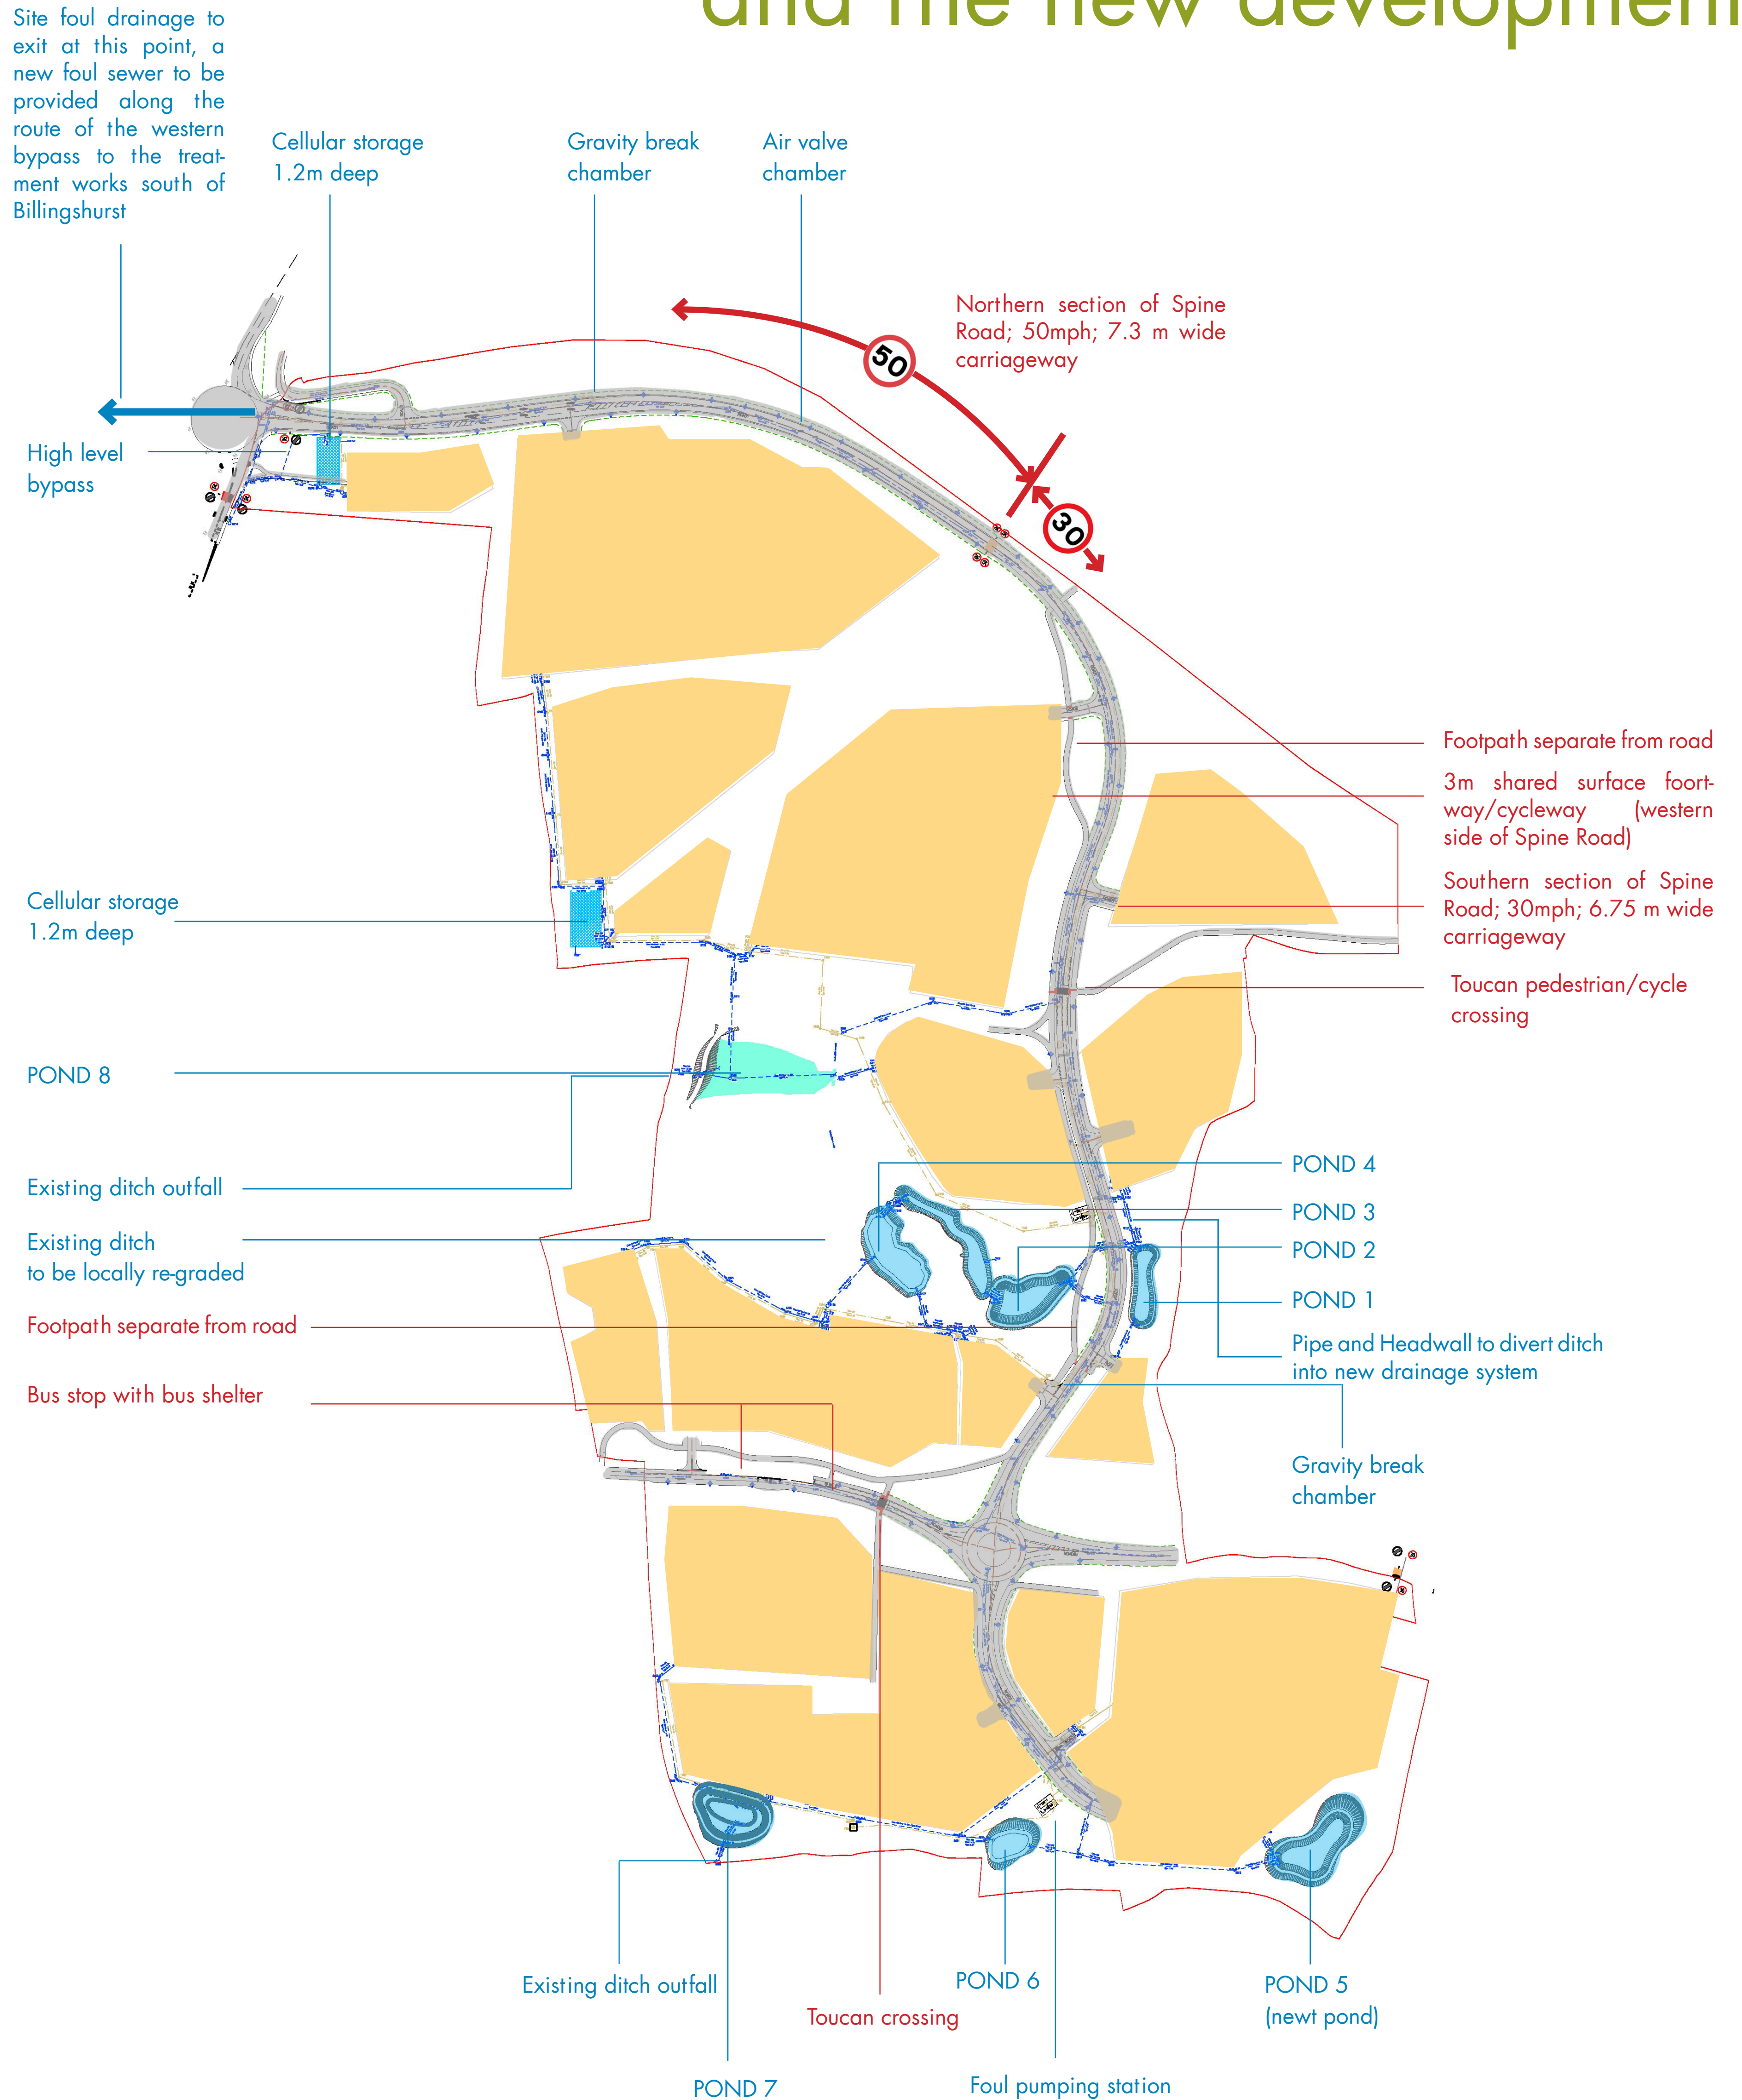 and the new development
Site foul drainage to
exit at this point, a
new foul sewer to be
provided along the
route of the western
bypass to the treat-
ment works south of
Billingshurst
Cellular storage
1.2m deep
Gravity break
chamber
Air valve
chamber
Northern section of Spine
Road; 50mph; 7.3 m wide
carriageway
50
30
High level
bypass
Footpath separate from road
3m shared surface foort-
way/cycleway (western
side of Spine Road)
Southern section of Spine
Road; 30mph; 6.75 m wide
carriageway
Toucan pedestrian/cycle
crossing
Cellular storage
1.2m deep
POND 8
Existing ditch outfall
Existing ditch
to be locally re-graded
Footpath separate from road
Bus stop with bus shelter
POND 4
POND 3
POND 2
POND 1
Pipe and Headwall to divert ditch
into new drainage system
Gravity break
chamber
Existing ditch outfall
POND 7
Toucan crossing
POND 6
Foul pumping station
POND 5
(newt pond)